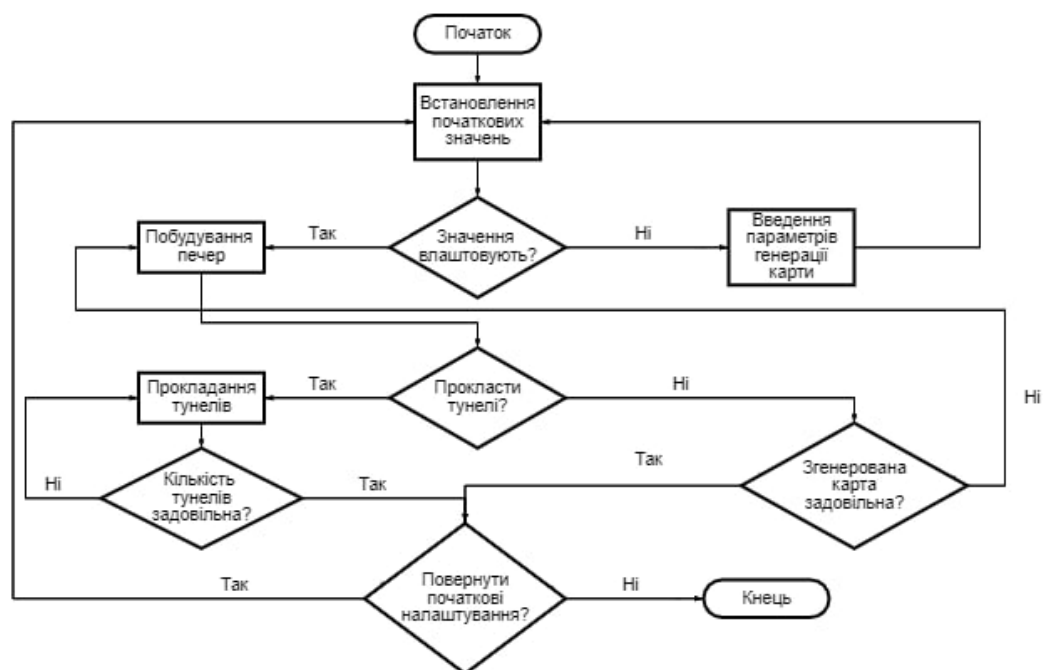 Початок
Встановлення
початкових
значень
Побудування
печер
Так
Значення
влаштовують?
Ні
Введення
параметрів
генерації
карти
Прокладання
тунелів
Так
Прокласти
тунелі?
Ні
Ні
Ні
Кількість
тунелів
задовільна?
Так
Так
Згенерована
карта
задовільна?
Так
Повернути
початкові
налаштування?
Ні
Кнець